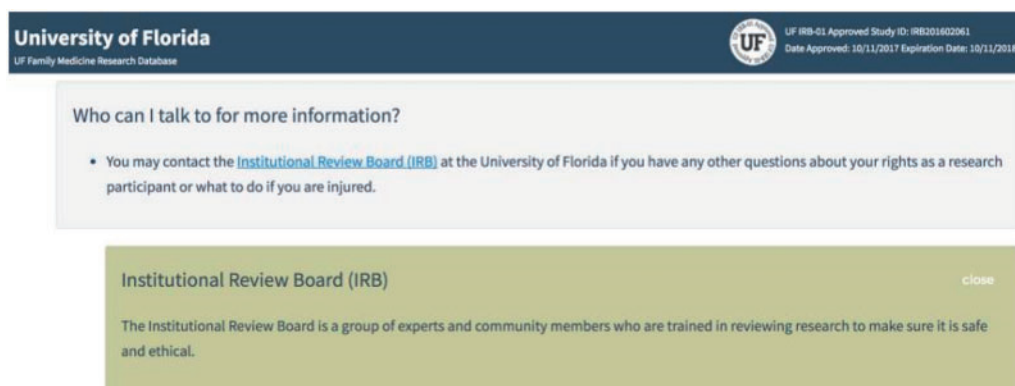 University of Florida
UF Family Medicine Research Database
UF
UF IRB-01 Approved Study ID: IRB201602061
Date Approved: 10/11/2017 Expiration Date: 10/11/2018
Who can I talk to for more information?
• You may contact the Institutional Review Board (IRB) at the University of Florida if you have any other questions about your rights as a research
participant or what to do if you are injured.
Institutional Review Board (IRB)
close
The Institutional Review Board is a group of experts and community members who are trained in reviewing research to make sure it is safe
and ethical.